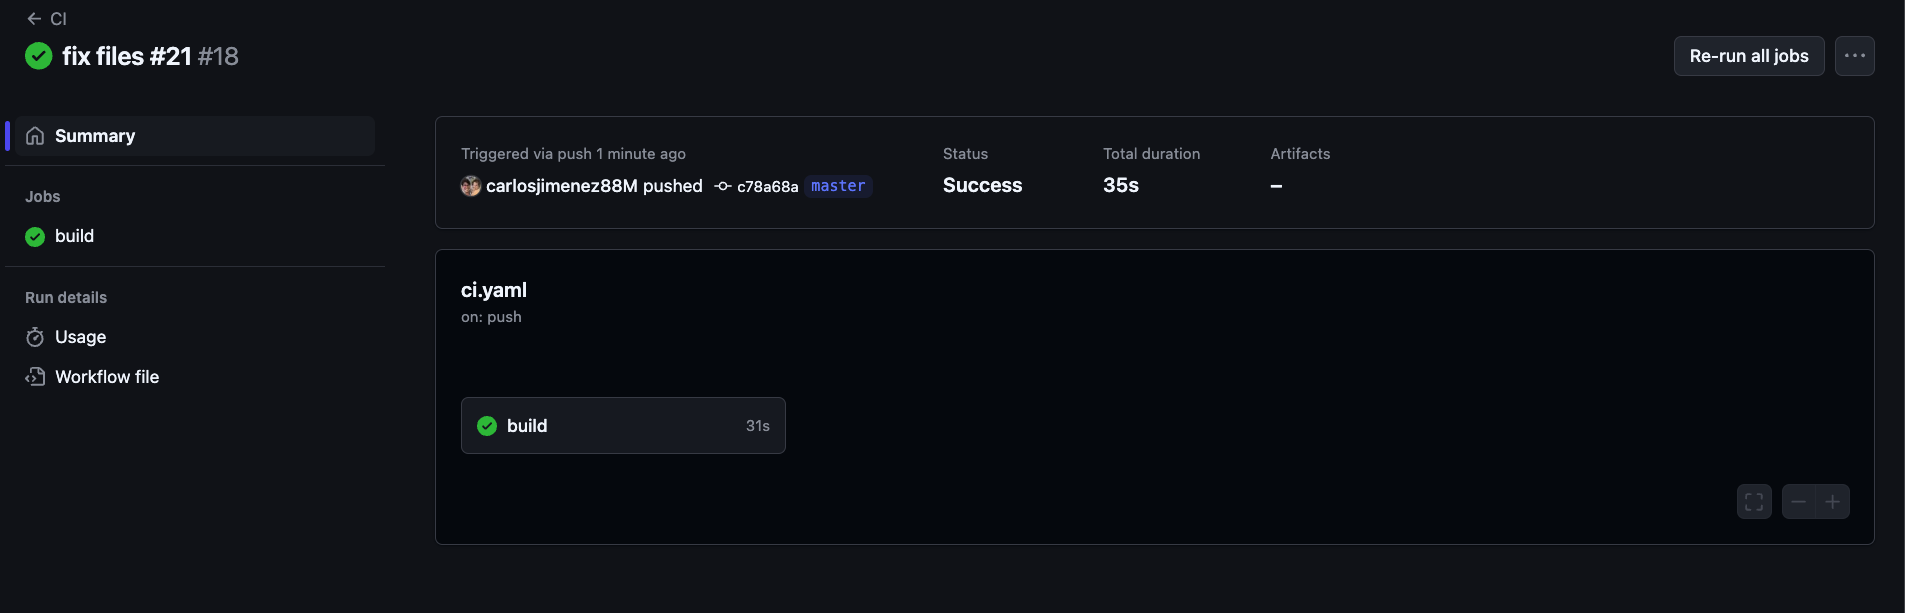 CI
fix files #21 #18
Re-run all jobs
Summary
Jobs
build
Run details
Usage
Workflow file
Triggered via push 1 minute ago
carlosjimenez88M pushed c78a68a master
Status
Success
Total duration
35s
Artifacts
–
ci.yaml
on: push
build 31s